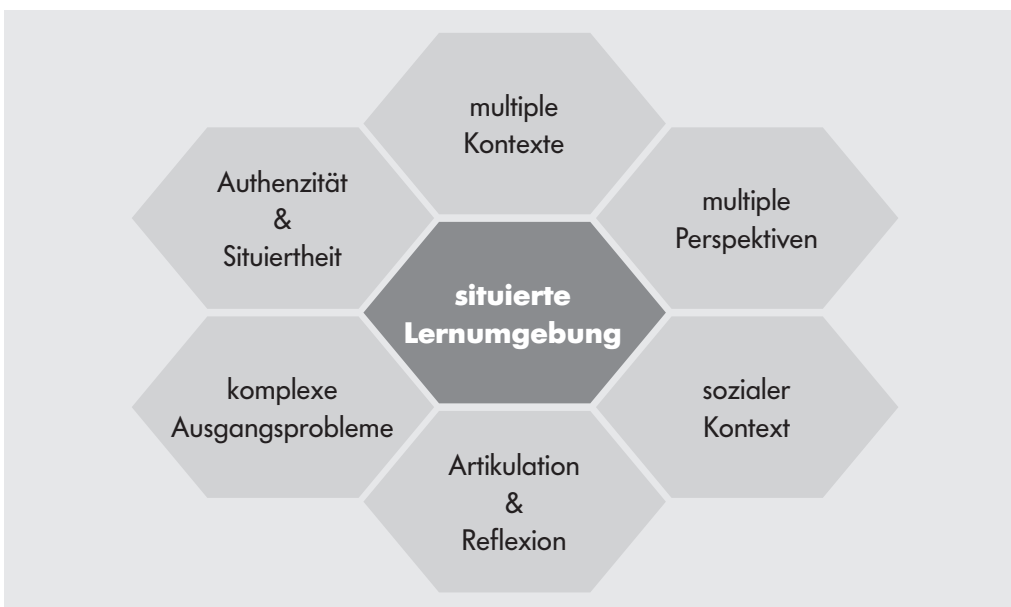 multiple
Kontexte
Authenzität
&
Situiertheit
multiple
Perspektiven
situierte
Lernumgebung
komplexe
Ausgangsprobleme
sozialer
Kontext
Artikulation
&
Reflexion